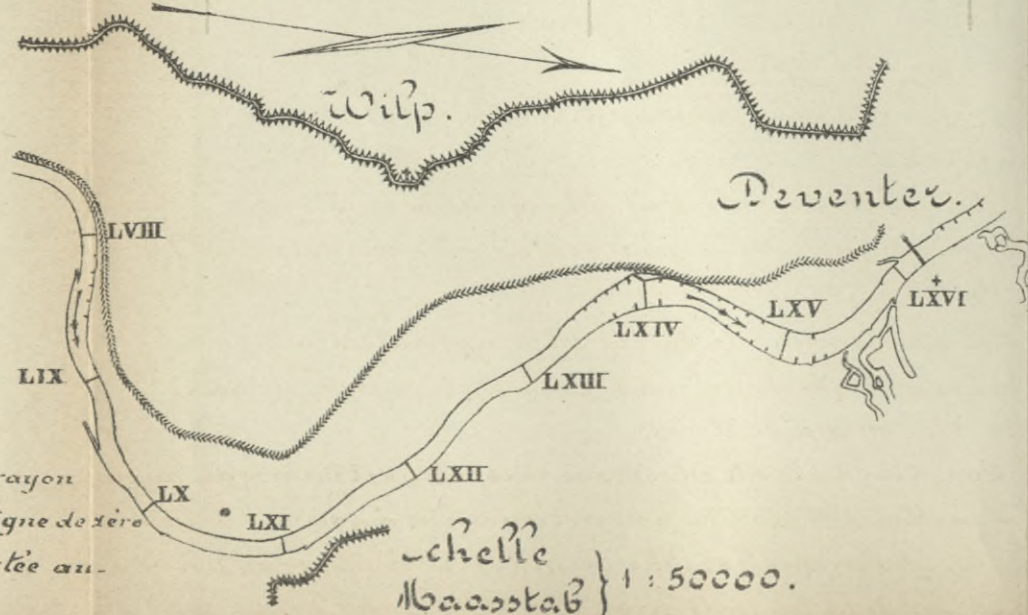 Wilp.
Deventer.
LVIII
LIX
LX
LXI
LXII
LXIII
LXIV
LXV
LXVI
rayon
igne de zéro
tée au-
chelle
Maasstab } 1 : 50000.